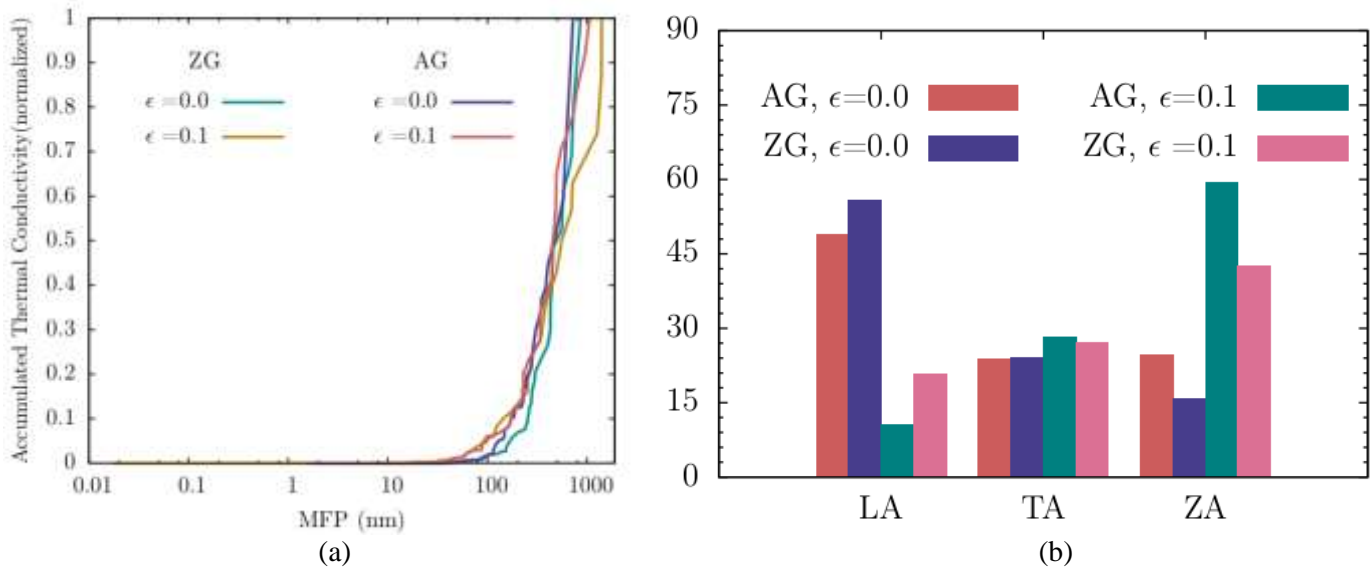 Accumulated Thermal Conductivity(normalized)
1
0.9
0.8
0.7
0.6
0.5
0.4
0.3
0.2
0.1
0
ZG AG
ϵ =0.0 ϵ =0.0
ϵ =0.1 ϵ =0.1
0.01 0.1 1 10 100 1000
MFP (nm)
(a)
90
75
60
45
30
15
0
AG, ϵ=0.0 AG, ϵ=0.1
ZG, ϵ=0.0 ZG, ϵ =0.1
LA TA ZA
(b)